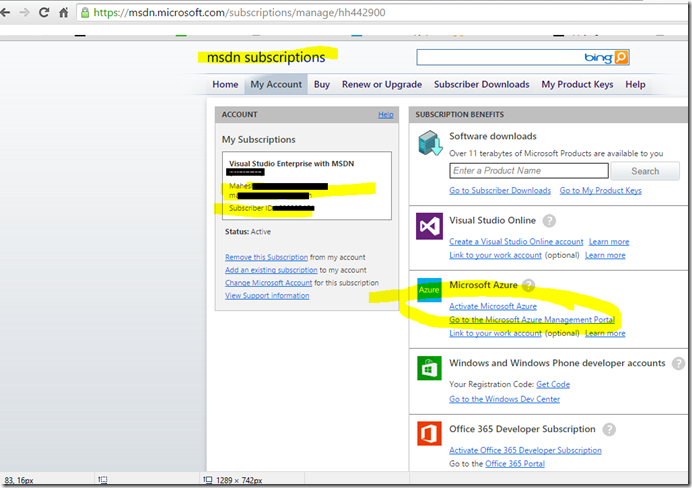 https://msdn.microsoft.com/subscriptions/manage/hh442900
msdn subscriptions
bing
Home My Account Buy Renew or Upgrade Subscriber Downloads My Product Keys Help
ACCOUNT Help
My Subscriptions
Visual Studio Enterprise with MSDN
Mahes
ma
Subscriber ID
Status: Active
Remove this Subscription from my account
Add an existing subscription to my account
Change Microsoft Account for this subscription
View Support information
SUBSCRIPTION BENEFITS
Software downloads
Over 11 terabytes of Microsoft Products are available to you
Enter a Product Name Search
Go to Subscriber Downloads Go to My Product Keys
Visual Studio Online ?
Create a Visual Studio Online account Learn more
Link to your work account (optional) Learn more
Azure
Microsoft Azure ?
Activate Microsoft Azure
Go to the Microsoft Azure Management Portal
Link to your work account (optional) Learn more
Windows and Windows Phone developer accounts ?
Your Registration Code: Get Code
Go to the Windows Dev Center
Office 365 Developer Subscription ?
Activate Office 365 Developer Subscription
Go to the Office 365 Portal
83, 16px 1289 × 742px